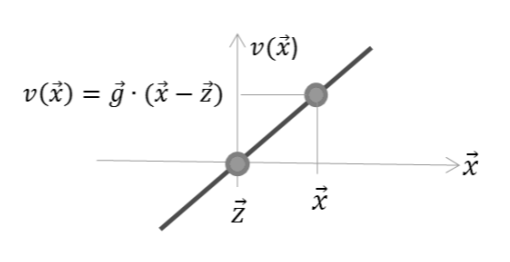 v(x⃗)
v(x⃗) = g⃗ · (x⃗ − z⃗)
x⃗
z⃗
x⃗